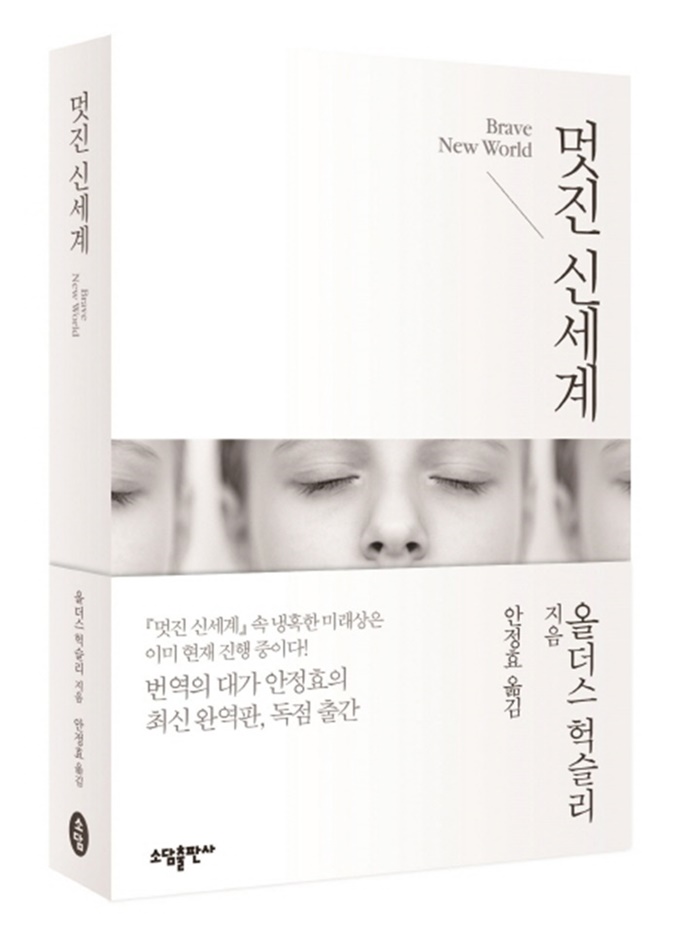 멋진 신세계
Brave
New World
올더스 헉슬리 지음
안정효 옮김
소담
Brave
New World
멋진 신세계
『멋진 신세계』 속 냉혹한 미래상은
이미 현재 진행 중이다!
번역의 대가 안정효의
최신 완역판, 독점 출간
올더스 헉슬리
지음
안정효 옮김
소담출판사